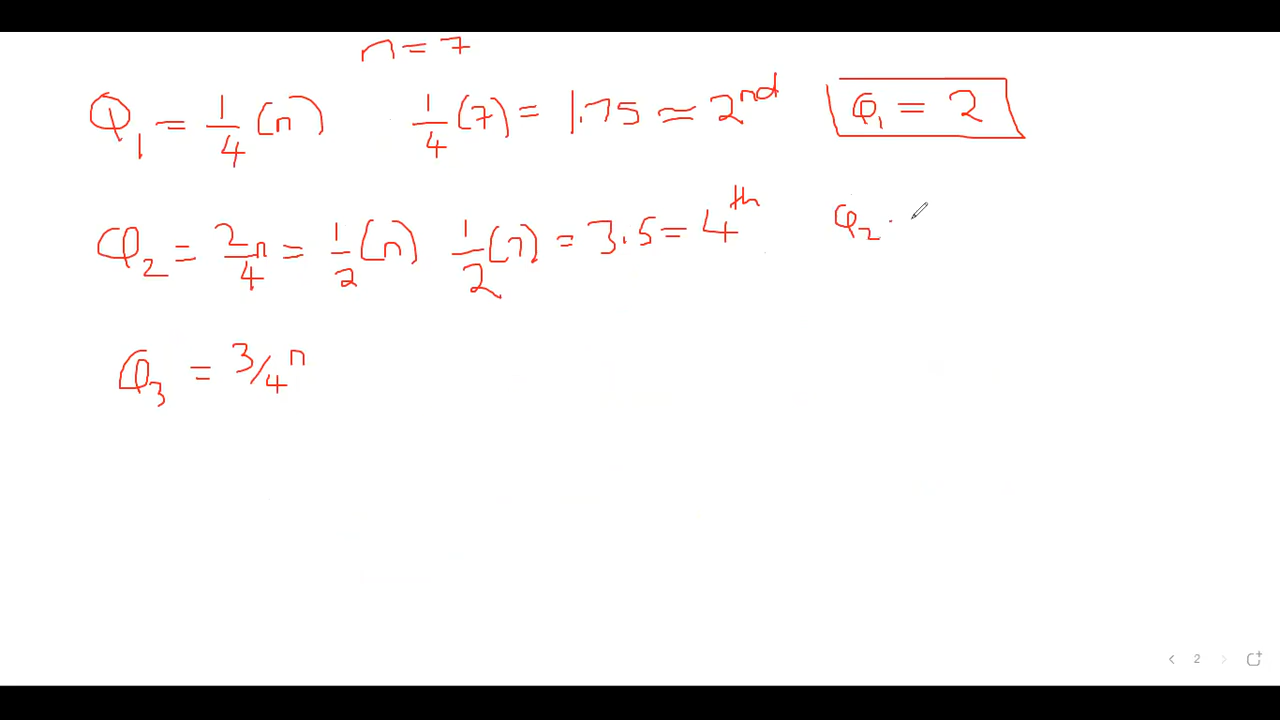 n = 7
Q₁ = 1/4 (n) 1/4 (7) = 1.75 ≃ 2nd Q₁ = 2
Q₂ = 2n/4 = 1/2 (n) 1/2 (7) = 3.5 = 4th Q₂ -
Q₃ = 3/4 n
2